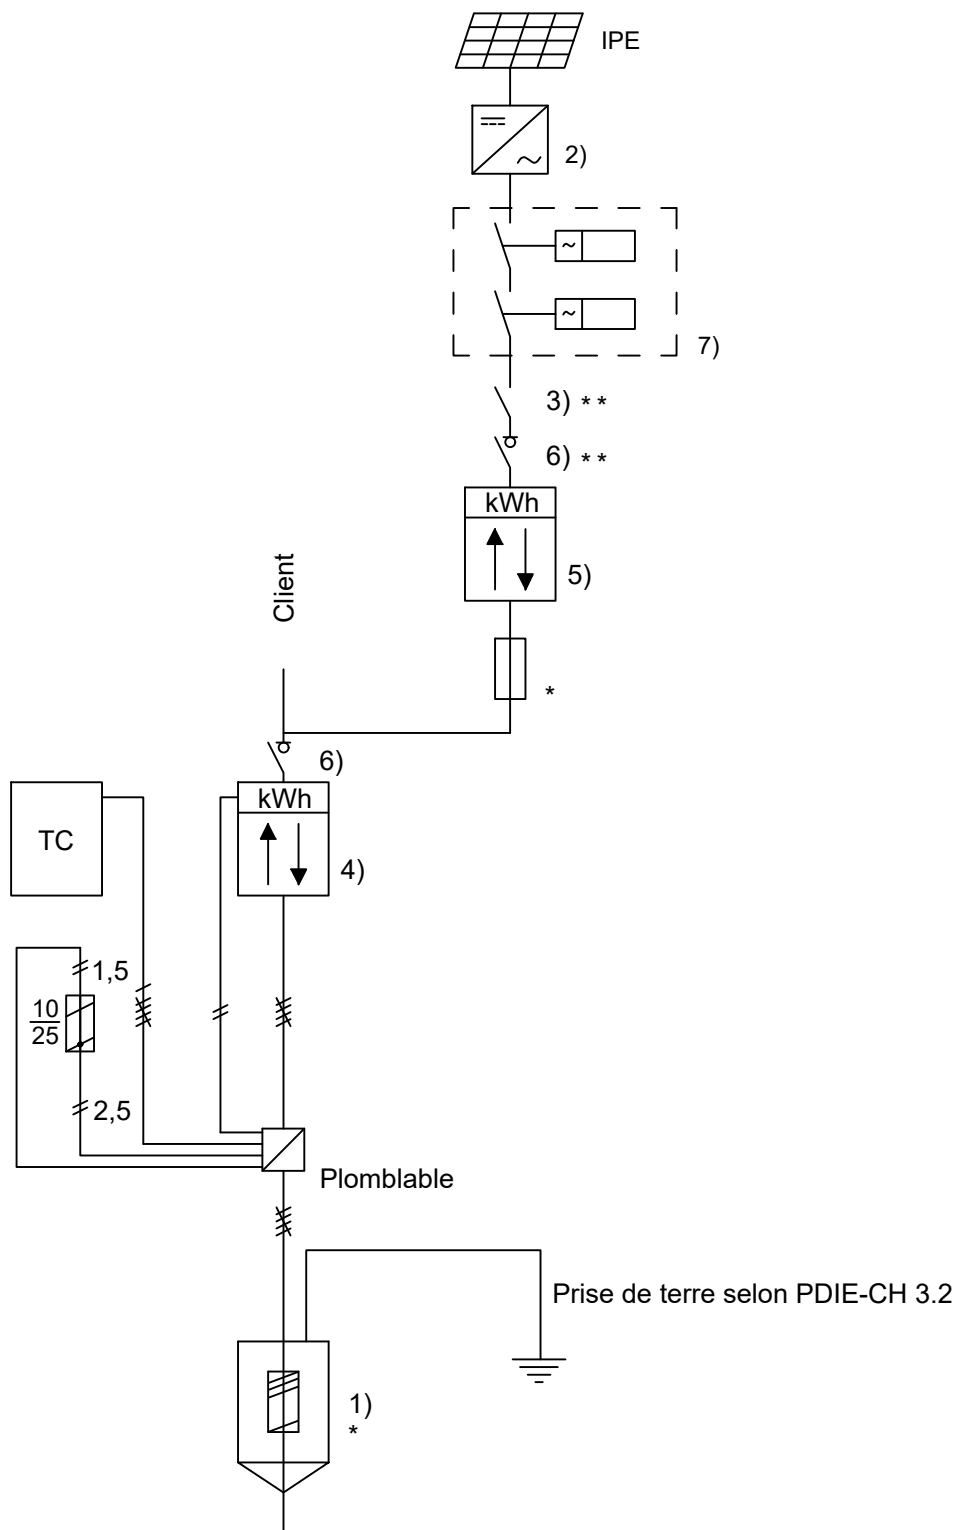 IPE
2)
~
~
7)
3) * *
6) * *
kWh
5)
Client
*
6)
kWh
TC
4)
1,5
10
25
2,5
Plomblable
Prise de terre selon PDIE-CH 3.2
1)
*